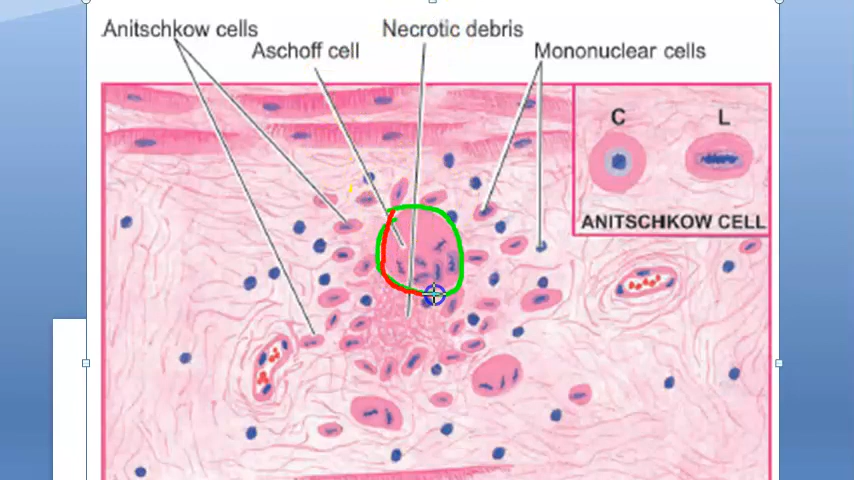 Anitschkow cells
Aschoff cell
Necrotic debris
Mononuclear cells
C
L
ANITSCHKOW CELL